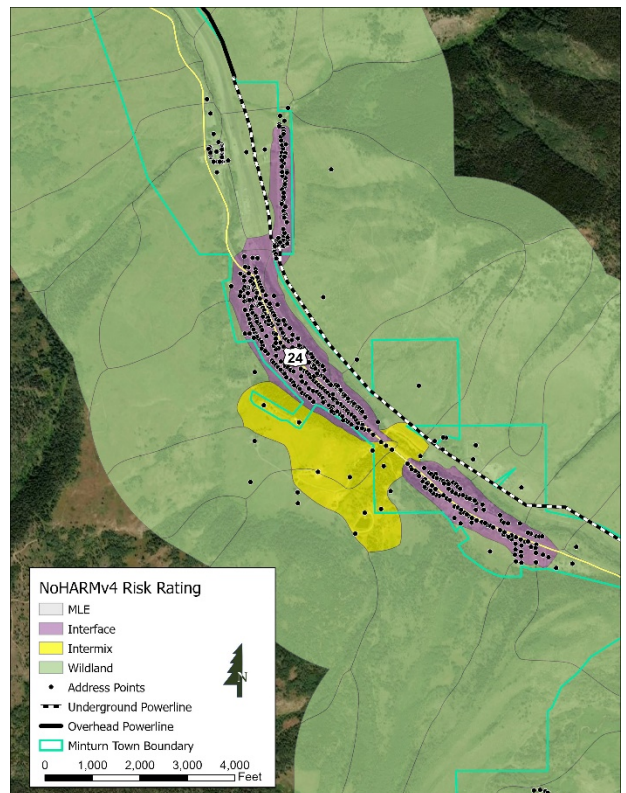 24
NoHARMv4 Risk Rating
MLE
Interface
Intermix
Wildland
Address Points
Underground Powerline
Overhead Powerline
Minturn Town Boundary
N
0 1,000 2,000 3,000 4,000
Feet